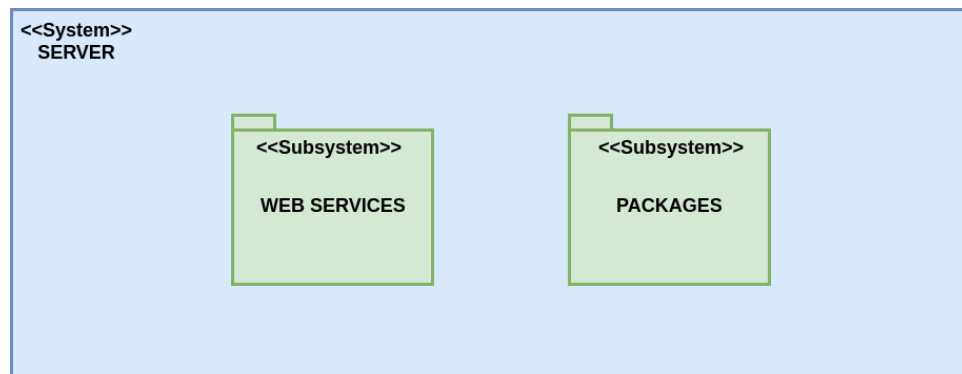 <<System>>
SERVER
<<Subsystem>>
WEB SERVICES
<<Subsystem>>
PACKAGES